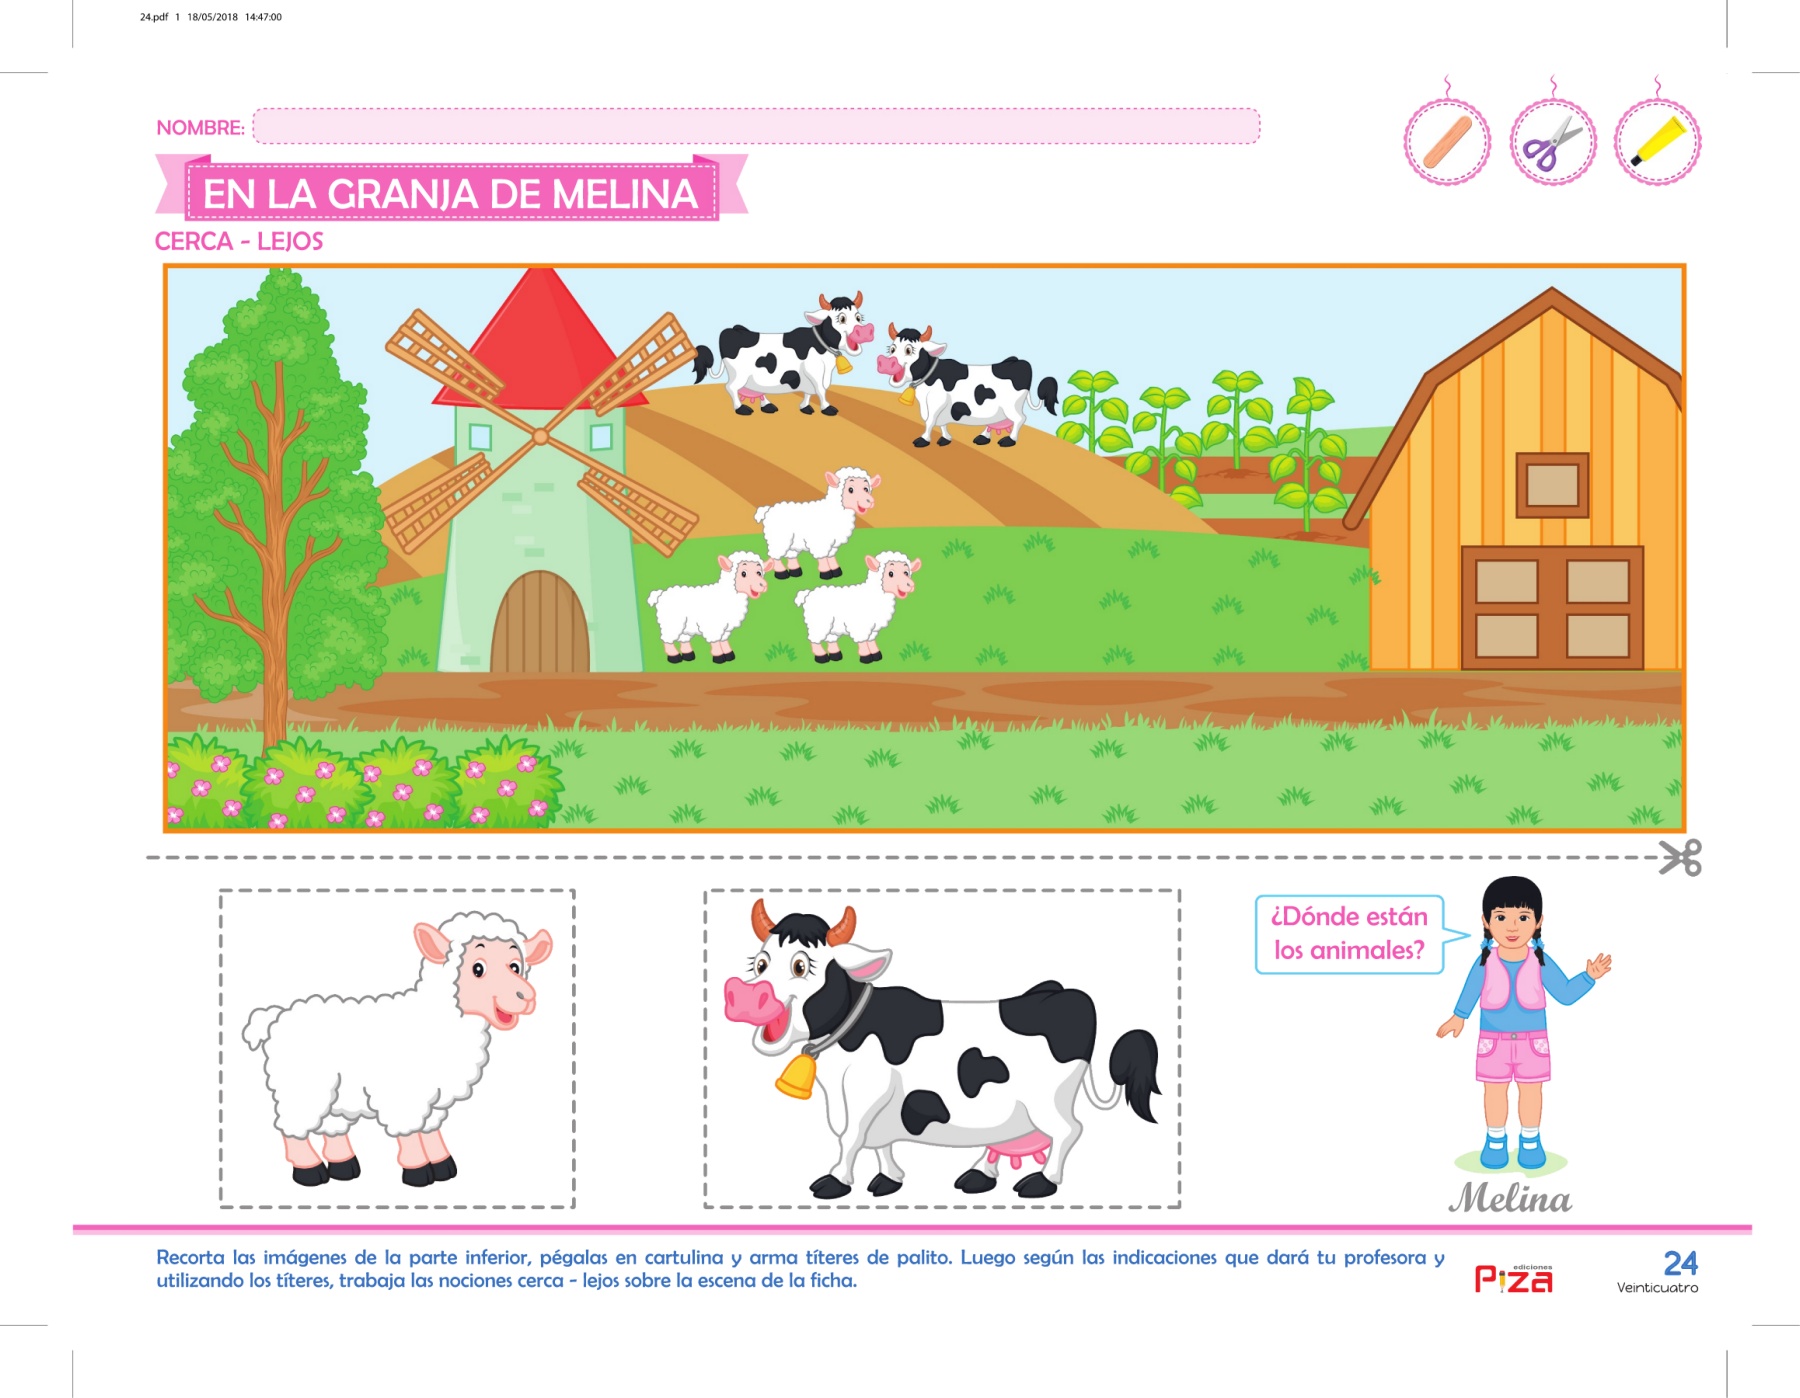 24.pdf 1 18/05/2018 14:47:00
NOMBRE:
EN LA GRANJA DE MELINA
CERCA - LEJOS
¿Dónde están
los animales?
Melina
Recorta las imágenes de la parte inferior, pégalas en cartulina y arma títeres de palito. Luego según las indicaciones que dará tu profesora y
utilizando los títeres, trabaja las nociones cerca - lejos sobre la escena de la ficha.
ediciones
Piza
24
Veinticuatro